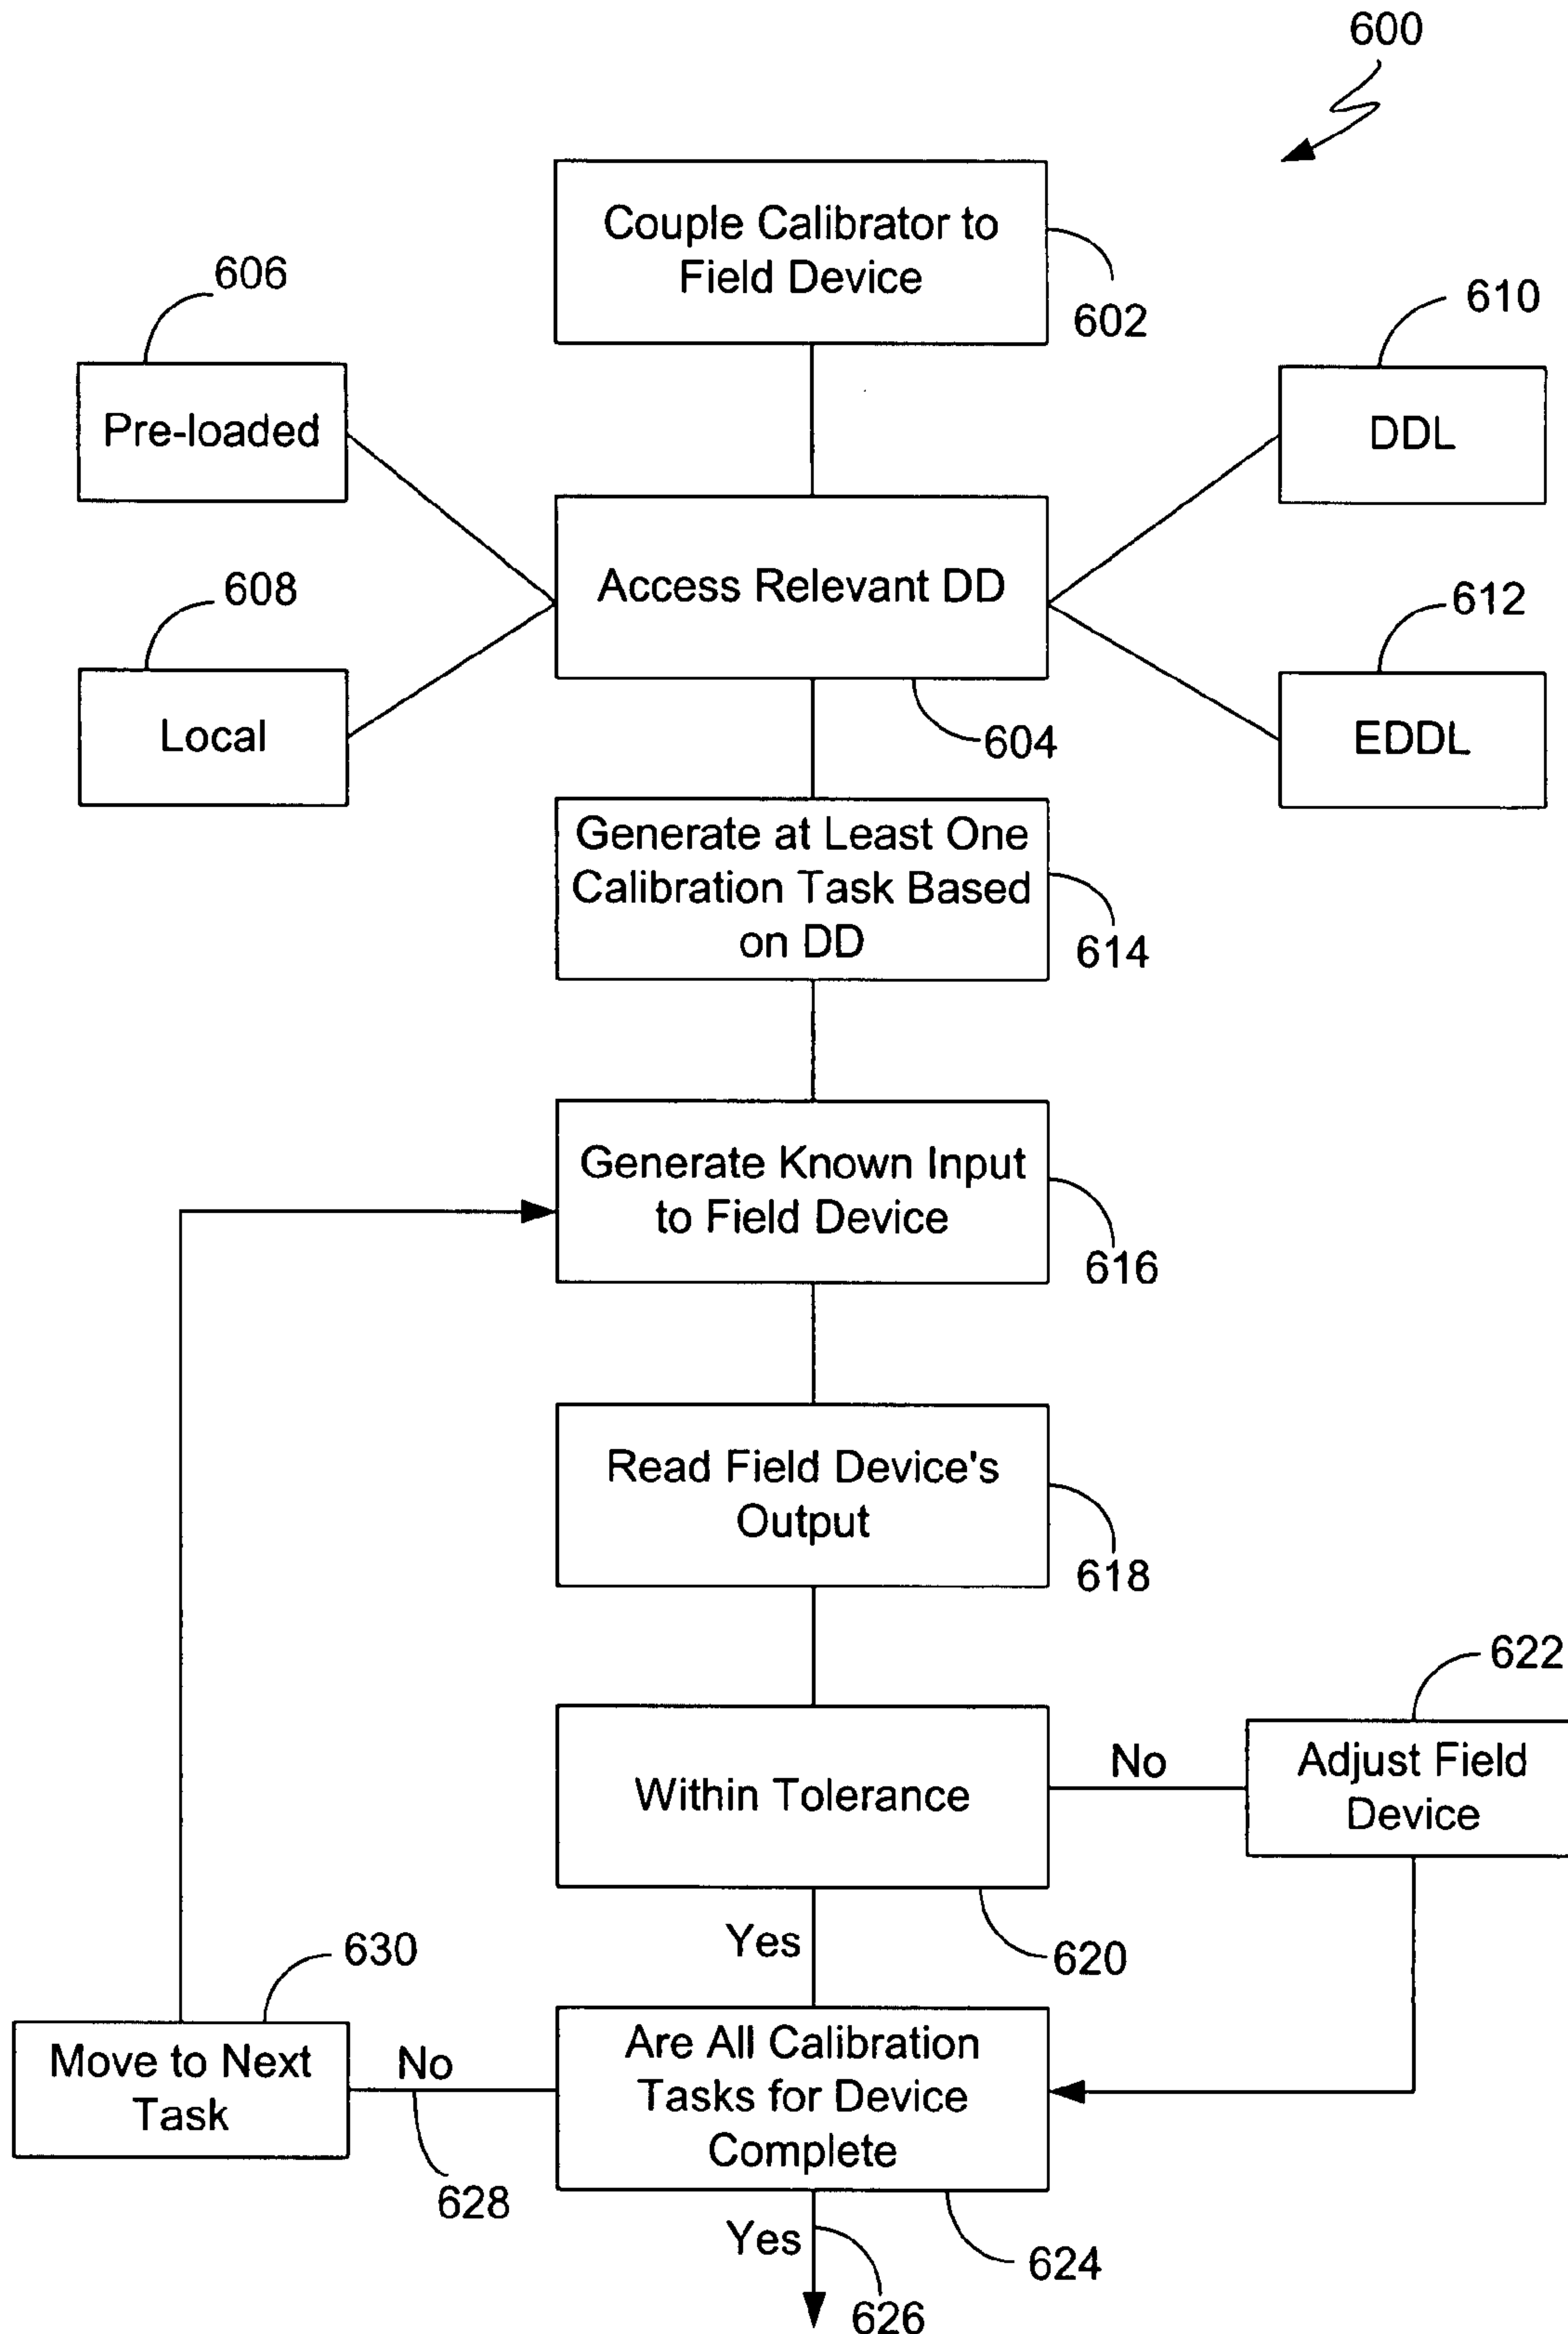 600
Couple Calibrator to
Field Device
602
606
610
Pre-loaded
DDL
Access Relevant DD
604
608
612
Local
EDDL
Generate at Least One
Calibration Task Based
on DD
614
Generate Known Input
to Field Device
616
Read Field Device's
Output
618
622
Within Tolerance
No
Adjust Field
Device
Yes
620
630
Move to Next
Task
No
628
Are All Calibration
Tasks for Device
Complete
624
Yes
626